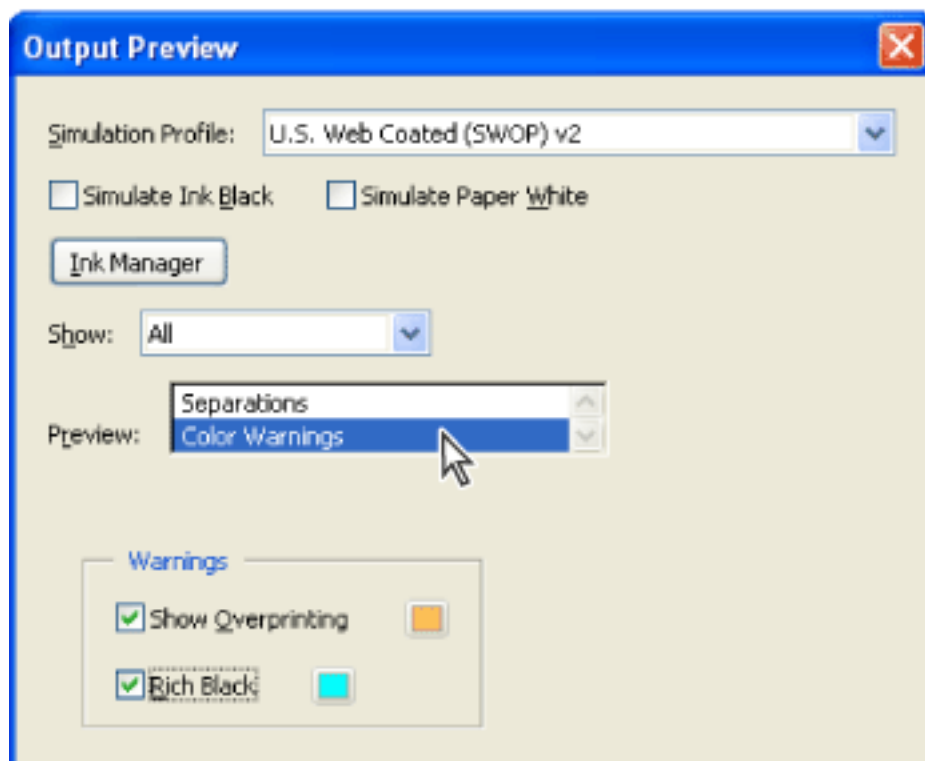 Output Preview
Simulation Profile: U.S. Web Coated (SWOP) v2
Simulate Ink Black Simulate Paper White
Ink Manager
Show: All
Separations
Preview: Color Warnings
Warnings
Show Overprinting
Rich Black